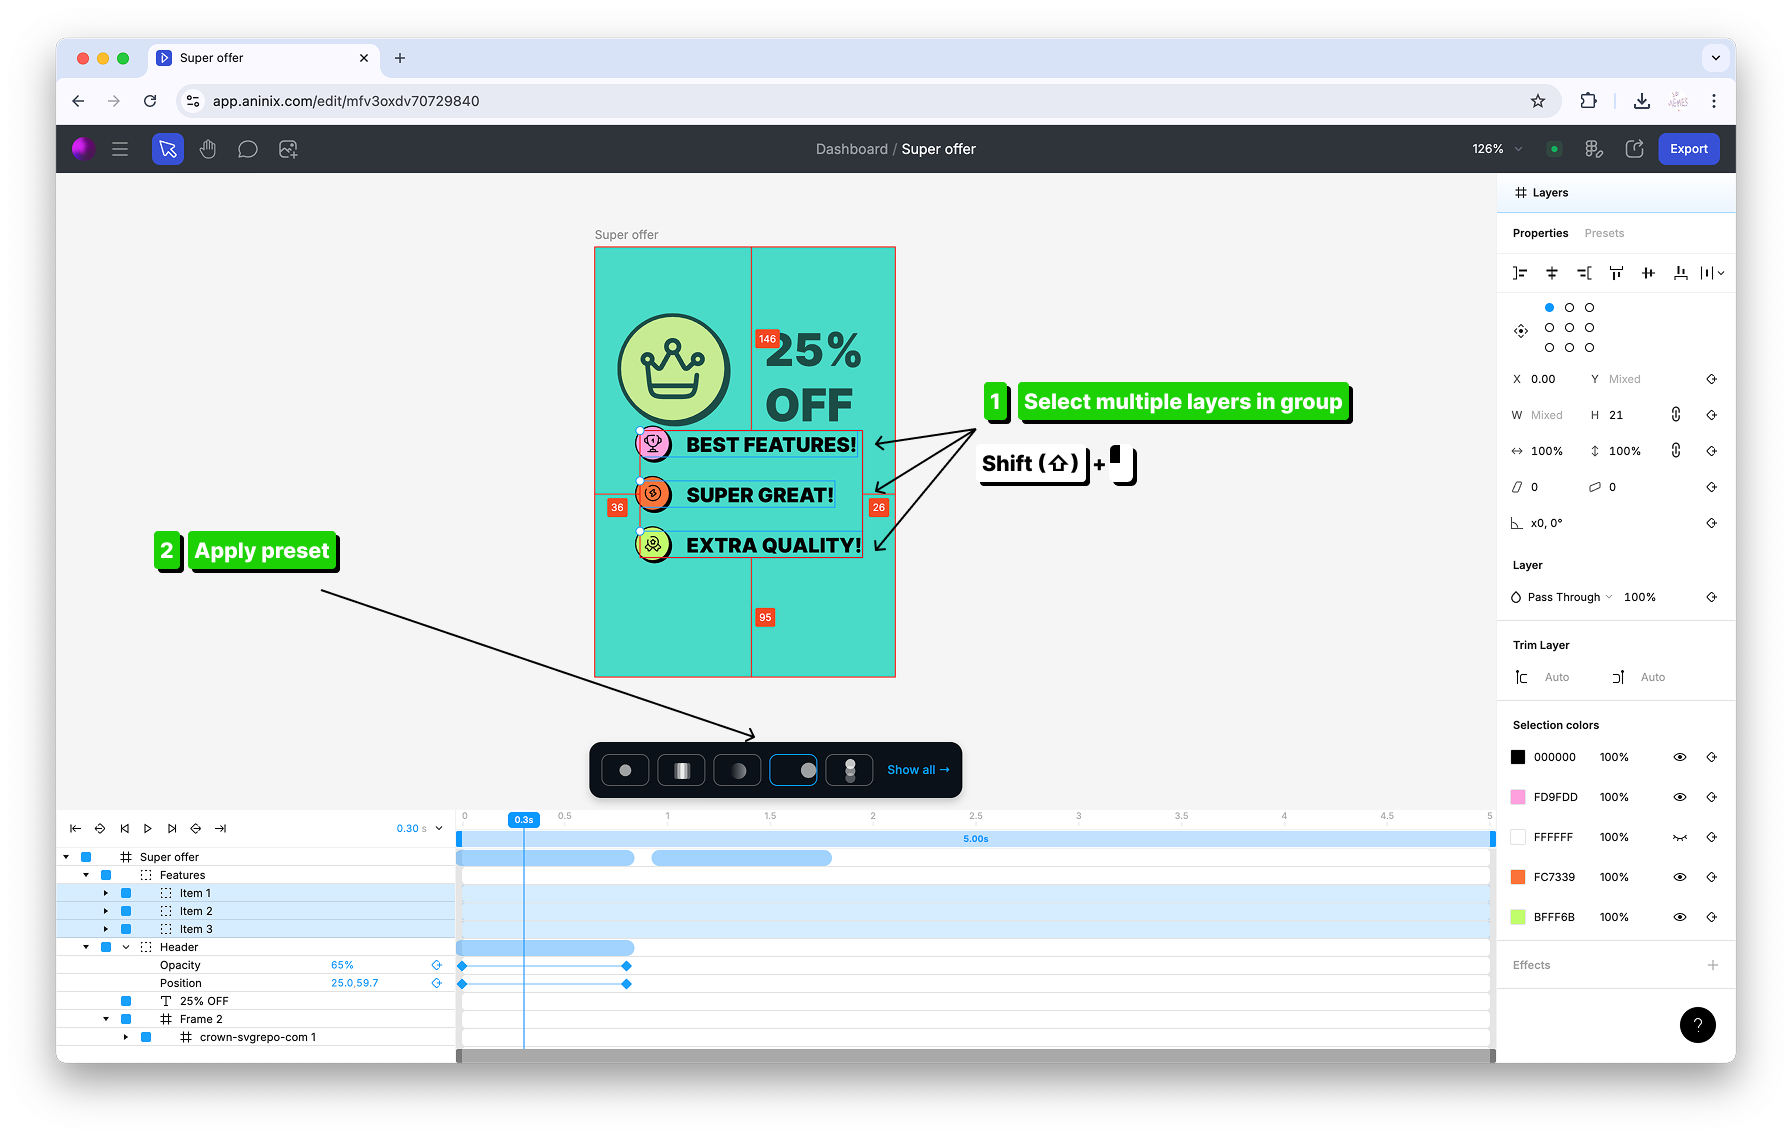 Super offer
app.aninix.com/edit/mfv3oxdv70729840
Dashboard / Super offer
126%
Export
Layers
Properties Presets
X 0.00 Y Mixed
W Mixed H 21
100% 100%
0 0
x0, 0°
Layer
Pass Through 100%
Trim Layer
Auto Auto
Selection colors
000000 100%
FD9FDD 100%
FFFFFF 100%
FC7339 100%
BFFF6B 100%
Effects
?
Super offer
146
25%
OFF
BEST FEATURES!
SUPER GREAT!
36
26
EXTRA QUALITY!
95
1 Select multiple layers in group
Shift (⇧) +
2 Apply preset
Show all →
0.30 s
0 0.3s 0.5 1 1.5 2 2.5 3 3.5 4 4.5 5
5.00s
Super offer
Features
Item 1
Item 2
Item 3
Header
Opacity 65%
Position 25.0,59.7
T 25% OFF
Frame 2
crown-svgrepo-com 1